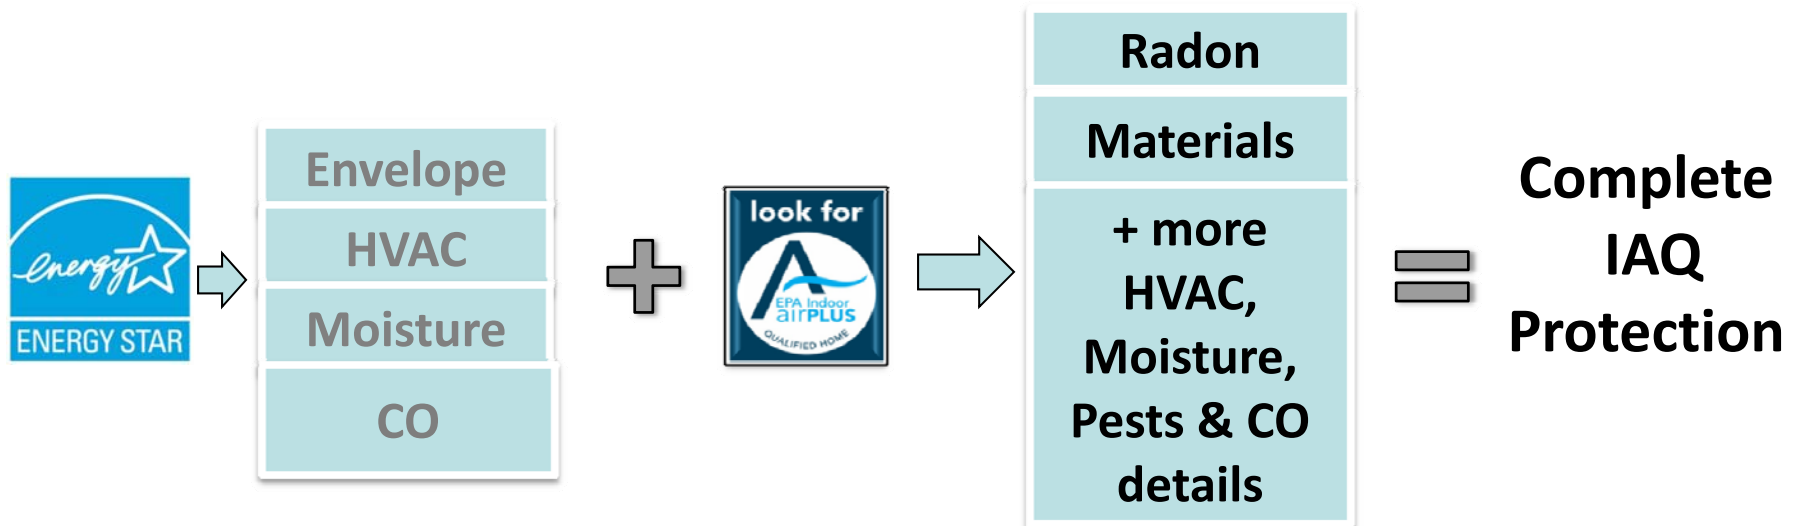 energy
ENERGY STAR
Envelope
HVAC
Moisture
CO
look for
EPA Indoor
airPLUS
QUALIFIED HOME
Radon
Materials
+ more
HVAC,
Moisture,
Pests & CO
details
Complete
IAQ
Protection